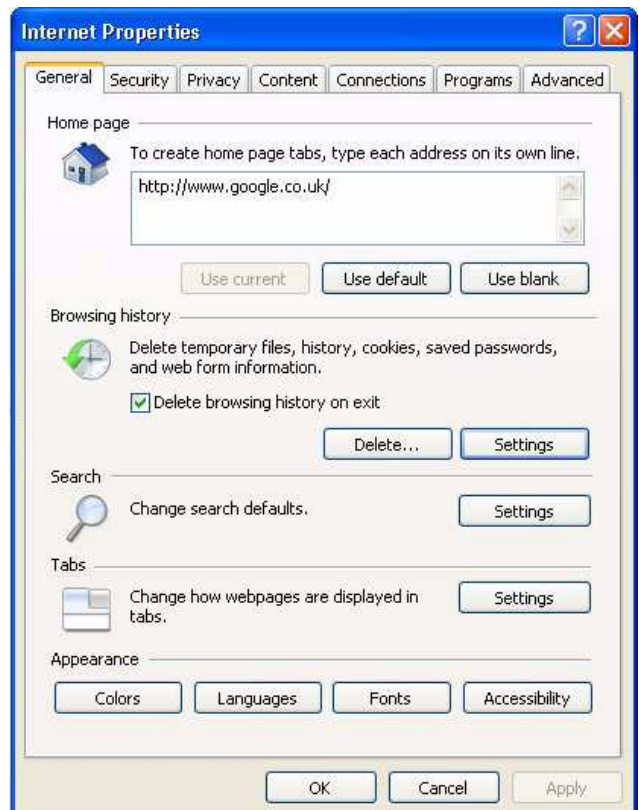 Internet Properties
?
General Security Privacy Content Connections Programs Advanced
Home page
To create home page tabs, type each address on its own line.
http://www.google.co.uk/
Use current Use default Use blank
Browsing history
Delete temporary files, history, cookies, saved passwords,
and web form information.
Delete browsing history on exit
Delete... Settings
Search
Change search defaults. Settings
Tabs
Change how webpages are displayed in Settings
tabs.
Appearance
Colors Languages Fonts Accessibility
OK Cancel Apply